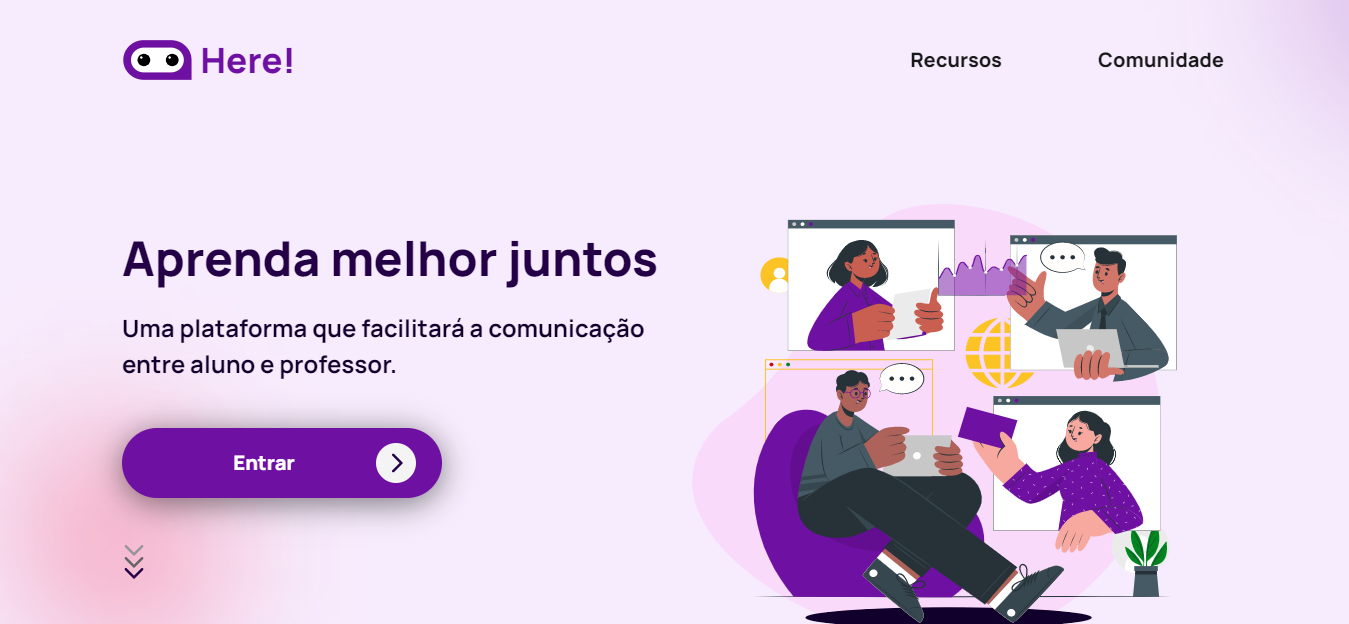 Here!
Recursos
Comunidade
Aprenda melhor juntos
Uma plataforma que facilitará a comunicação
entre aluno e professor.
Entrar